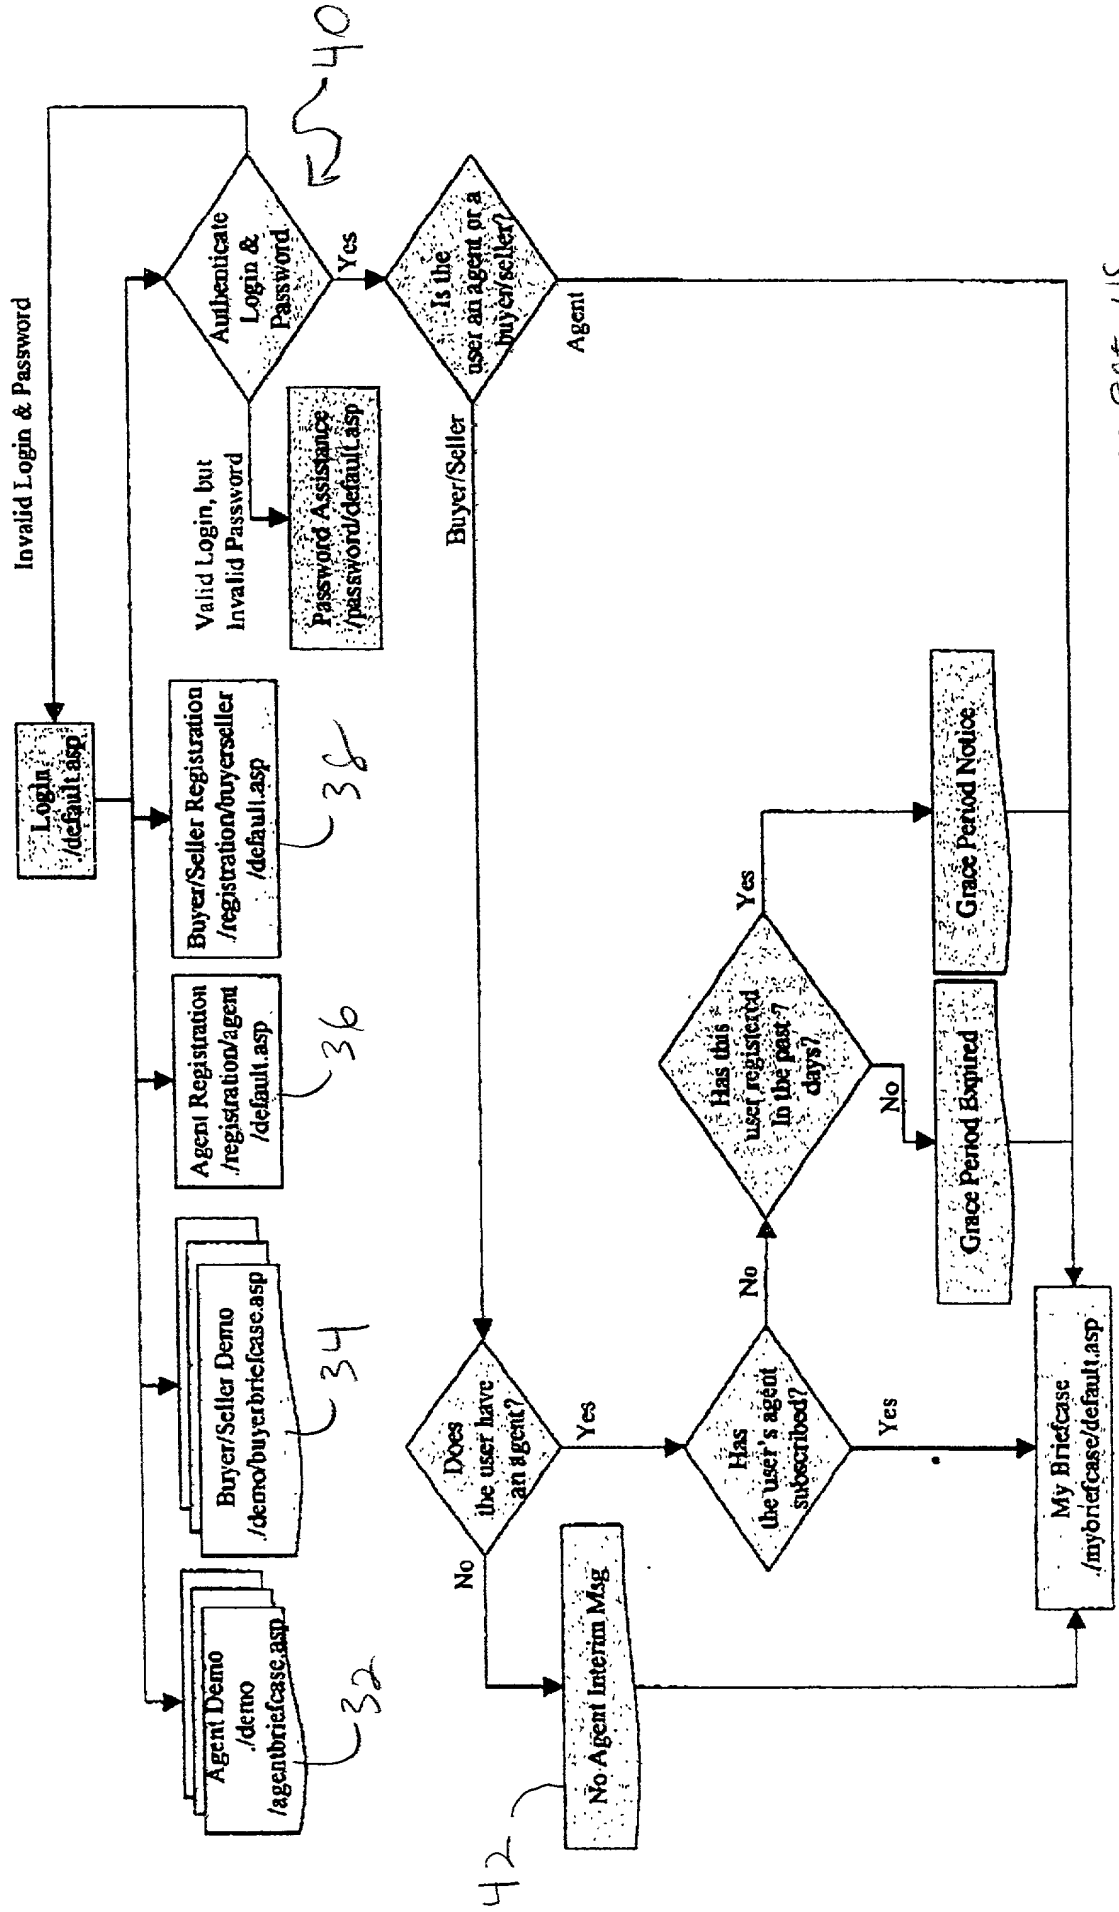 Invalid Login & Password
Login
./default.asp
Agent Demo
./demo
/agentbriefcase.asp
32
Buyer/Seller Demo
./demo/buyerbriefcase.asp
34
Agent Registration
./registration/agent
/default.asp
36
Buyer/Seller Registration
./registration/buyerseller
/default.asp
38
Valid Login, but
Invalid Password
Password Assistance
./password/default.asp
Authenticate
Login &
Password
40
Yes
Is the
user an agent or a
buyer/seller?
Buyer/Seller
Agent
Does
the user have
an agent?
No
Yes
42
No Agent Interim Msg
Has
the user's agent
subscribed?
No
Yes
Has this
user registered
In the past 7
days?
Yes
No
Grace Period Expired
Grace Period Notice
My Briefcase
./mybriefcase/default.asp